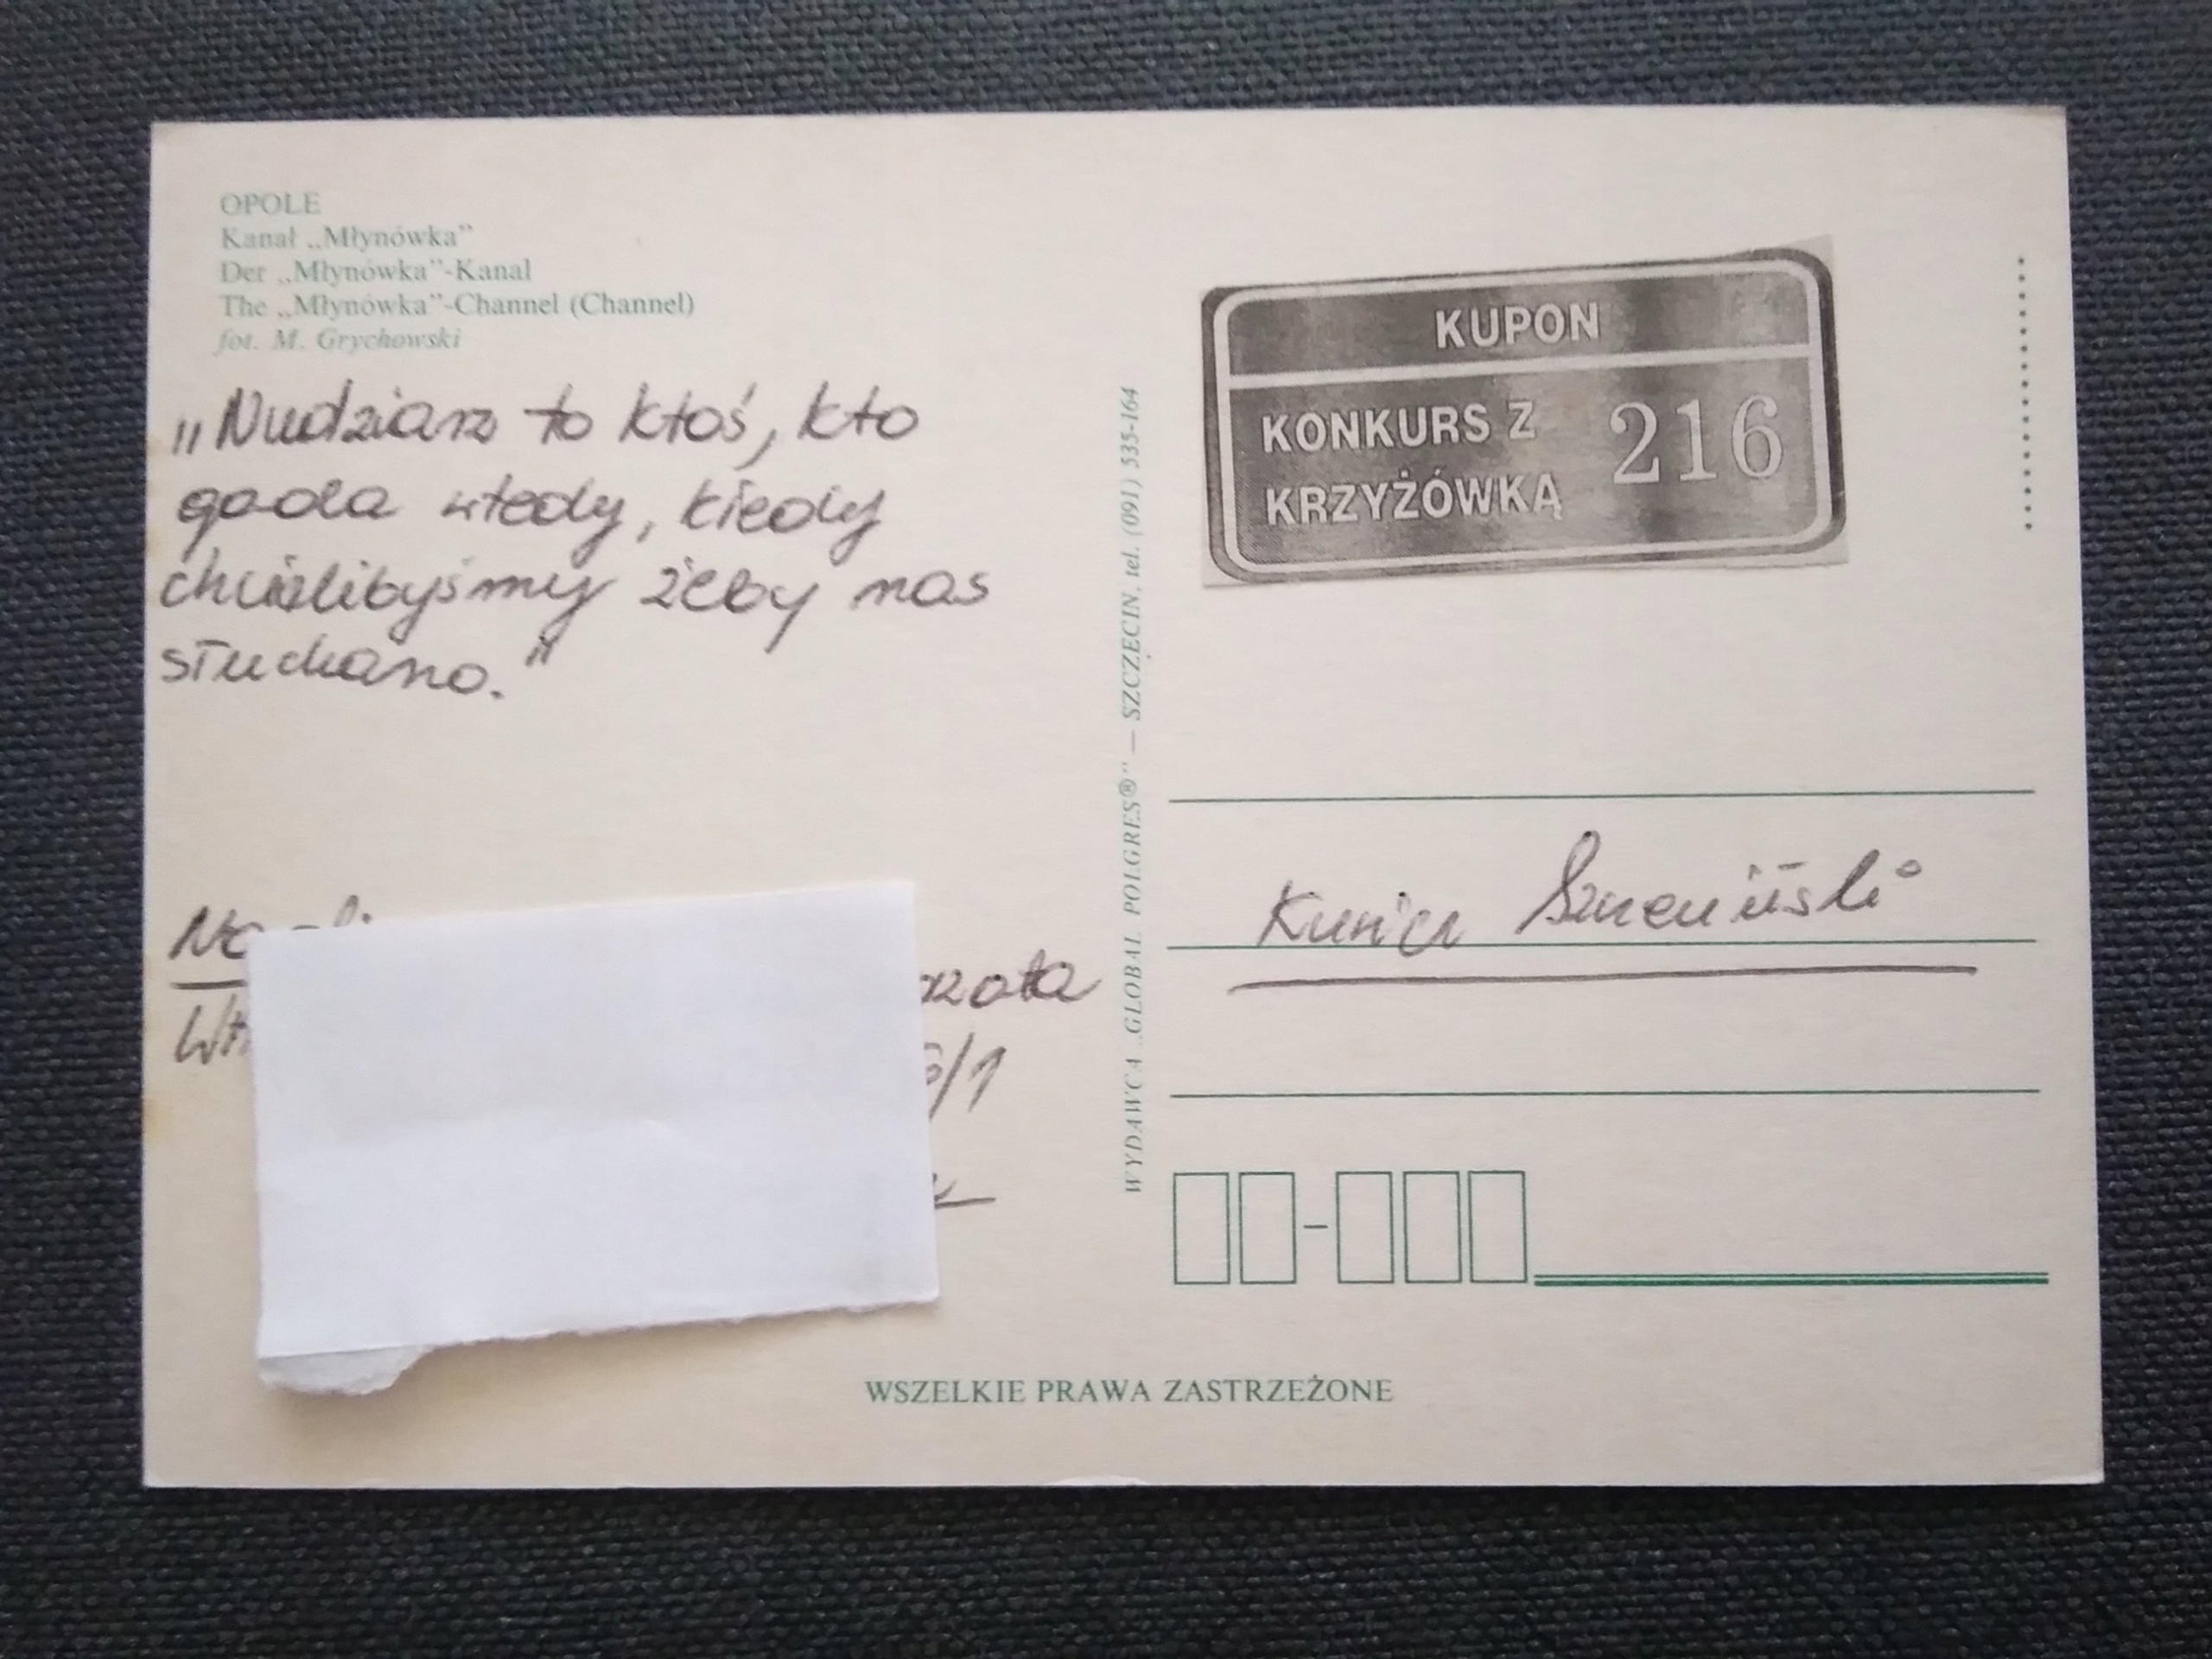 OPOLE
Kanał „Młynówka”
Der „Młynówka”-Kanal
The „Młynówka”-Channel (Channel)
fot. M. Grychowski
„Nudziarz to ktoś, kto
gada wtedy, kiedy
chcielibyśmy żeby nas
słuchano."
/1
WYDAWCA „GLOBAL POLGRES®” — SZCZECIN, tel. (091) 535-164
KUPON
KONKURS Z
KRZYŻÓWKĄ
216
WSZELKIE PRAWA ZASTRZEŻONE